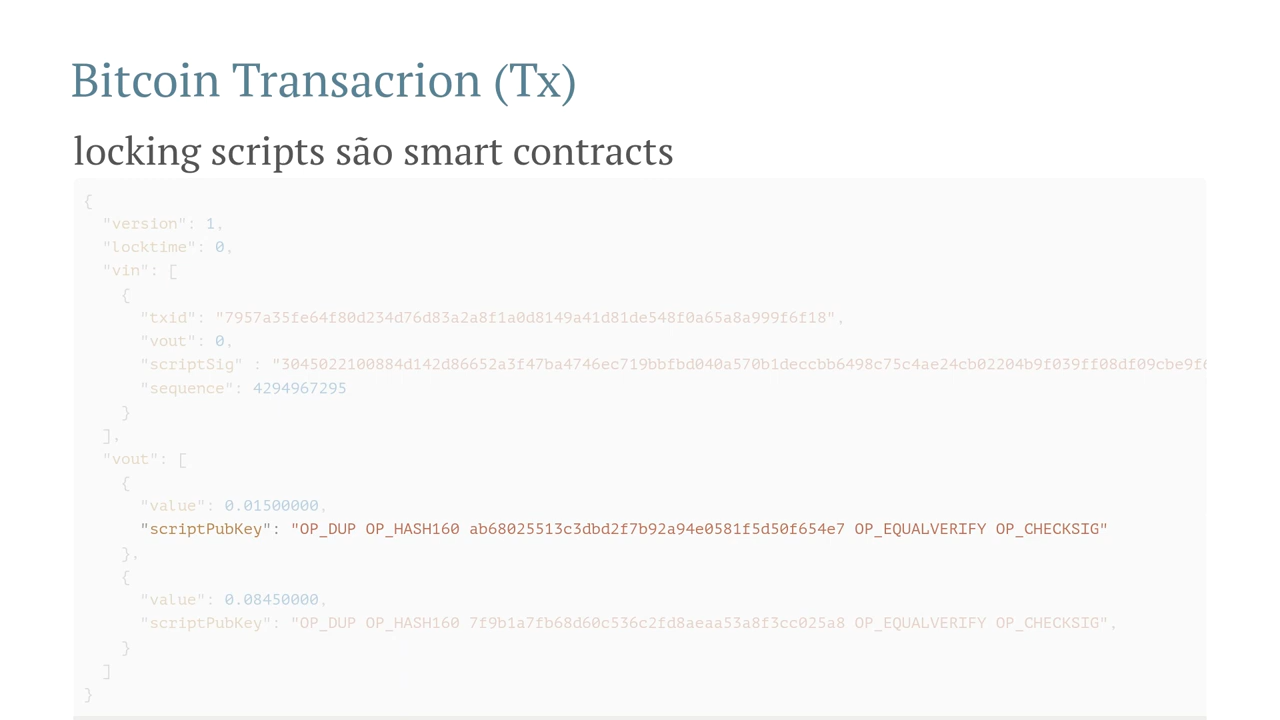 Bitcoin Transacrion (Tx)
locking scripts são smart contracts
{
"version": 1,
"locktime": 0,
"vin": [
{
"txid": "7957a35fe64f80d234d76d83a2a8f1a0d8149a41d81de548f0a65a8a999f6f18",
"vout": 0,
"scriptSig" : "3045022100884d142d86652a3f47ba4746ec719bbfbd040a570b1deccbb6498c75c4ae24cb02204b9f039ff08df09cbe9f6
"sequence": 4294967295
}
],
"vout": [
{
"value": 0.01500000,
"scriptPubKey": "OP_DUP OP_HASH160 ab68025513c3dbd2f7b92a94e0581f5d50f654e7 OP_EQUALVERIFY OP_CHECKSIG"
},
{
"value": 0.08450000,
"scriptPubKey": "OP_DUP OP_HASH160 7f9b1a7fb68d60c536c2fd8aeaa53a8f3cc025a8 OP_EQUALVERIFY OP_CHECKSIG",
}
]
}